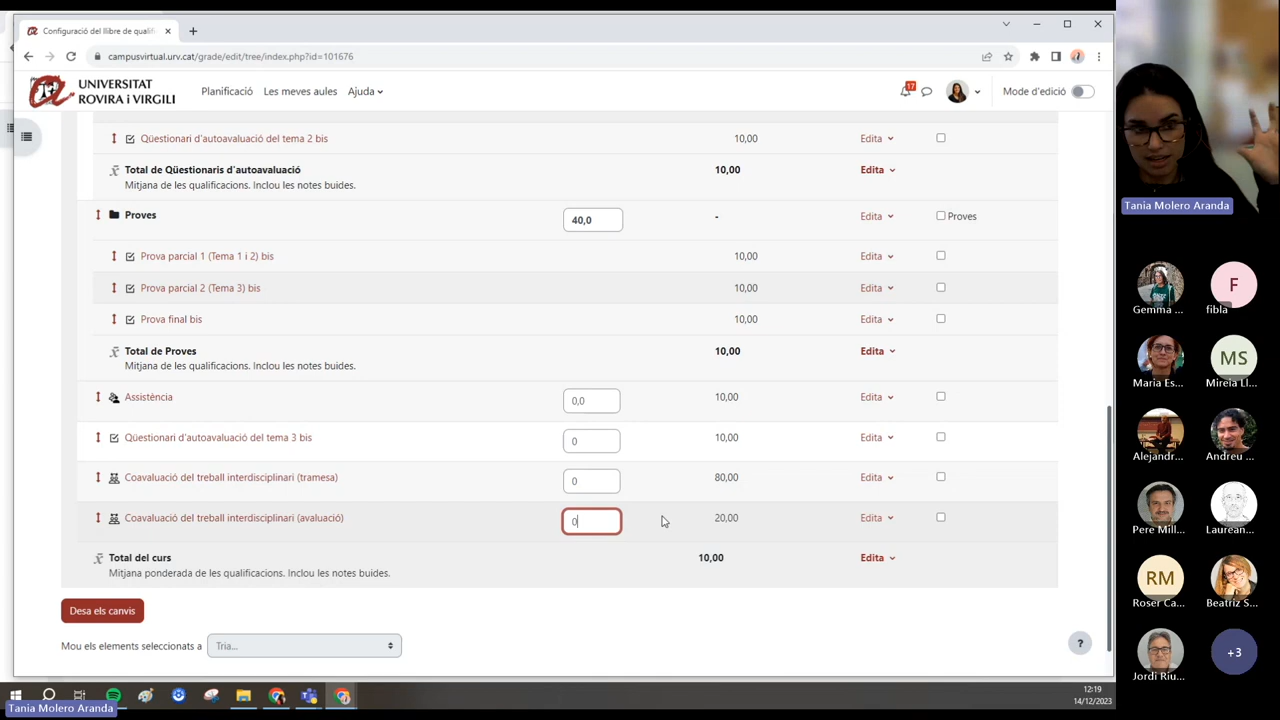 Configuració del llibre de qualifi
campusvirtual.urv.cat/grade/edit/tree/index.php?id=101676
UNIVERSITAT
ROVIRA i VIRGILI
Planificació Les meves aules Ajuda
17
Mode d'edició
Qüestionari d'autoavaluació del tema 2 bis 10,00 Edita
Total de Qüestionaris d'autoavaluació 10,00 Edita
Mitjana de les qualificacions. Inclou les notes buides.
Proves 40,0 - Edita Proves
Prova parcial 1 (Tema 1 i 2) bis 10,00 Edita
Prova parcial 2 (Tema 3) bis 10,00 Edita
Prova final bis 10,00 Edita
Total de Proves 10,00 Edita
Mitjana de les qualificacions. Inclou les notes buides.
Assistència 0,0 10,00 Edita
Qüestionari d'autoavaluació del tema 3 bis 0 10,00 Edita
Coavaluació del treball interdisciplinari (tramesa) 0 80,00 Edita
Coavaluació del treball interdisciplinari (avaluació) 0 20,00 Edita
Total del curs 10,00 Edita
Mitjana ponderada de les qualificacions. Inclou les notes buides.
Desa els canvis
Mou els elements seleccionats a Tria...
?
12:19
14/12/2023
Tania Molero Aranda
Tania Molero Aranda
F
Gemma ... fibla
MS
Maria Es... Mireia Ll...
Alejandr... Andreu ...
Pere Mill... Laurean...
RM
Roser Ca... Beatriz S...
+3
Jordi Riu...